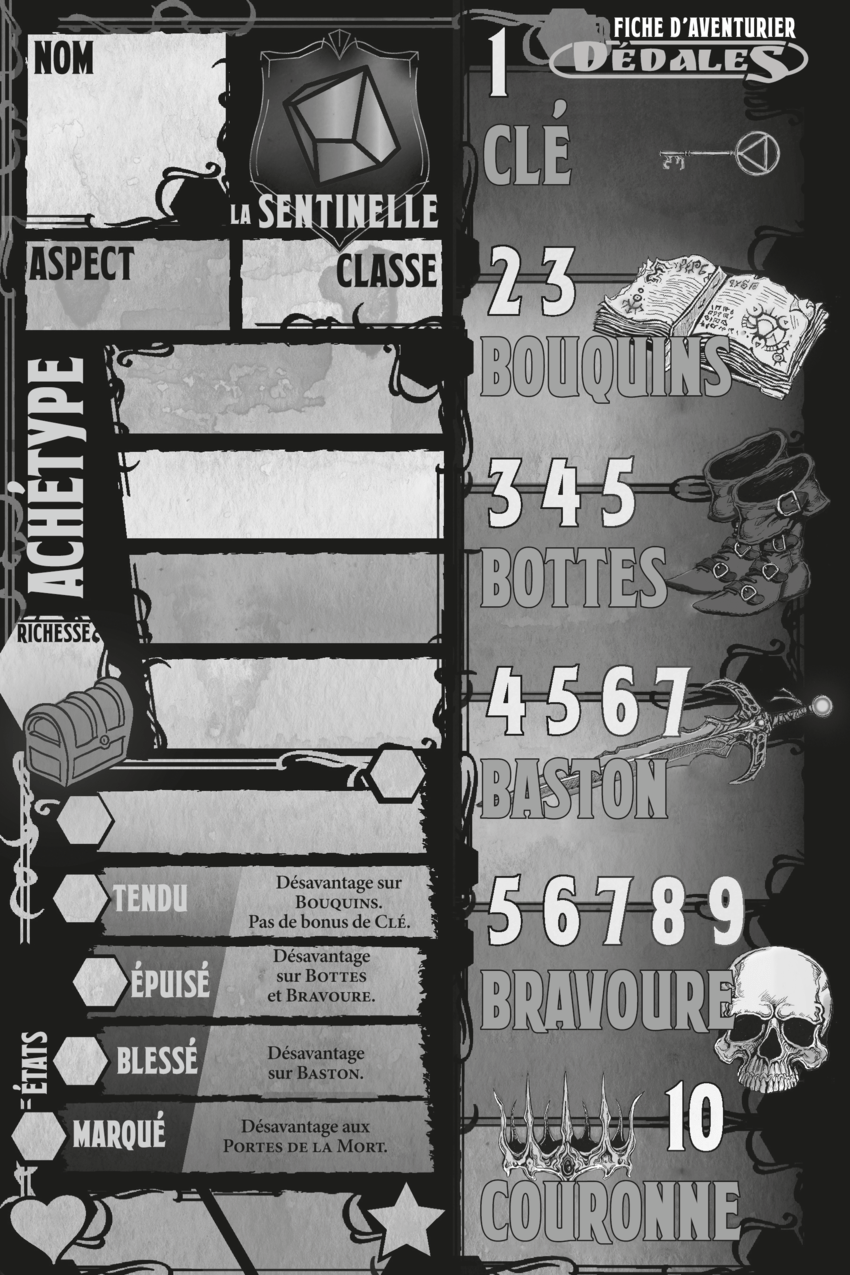 NOM
LA SENTINELLE
ASPECT
CLASSE
ACHÉTYPE
RICHESSE
TENDU
Désavantage sur
BOUQUINS.
Pas de bonus de CLÉ.
ÉPUISÉ
Désavantage
sur BOTTES
et BRAVOURE.
ÉTATS
BLESSÉ
Désavantage
sur BASTON.
MARQUÉ
Désavantage aux
PORTES DE LA MORT.
FICHE D'AVENTURIER
DÉDALES
1
CLÉ
2 3
BOUQUINS
3 4 5
BOTTES
4 5 6 7
BASTON
5 6 7 8 9
BRAVOURE
10
COURONNE